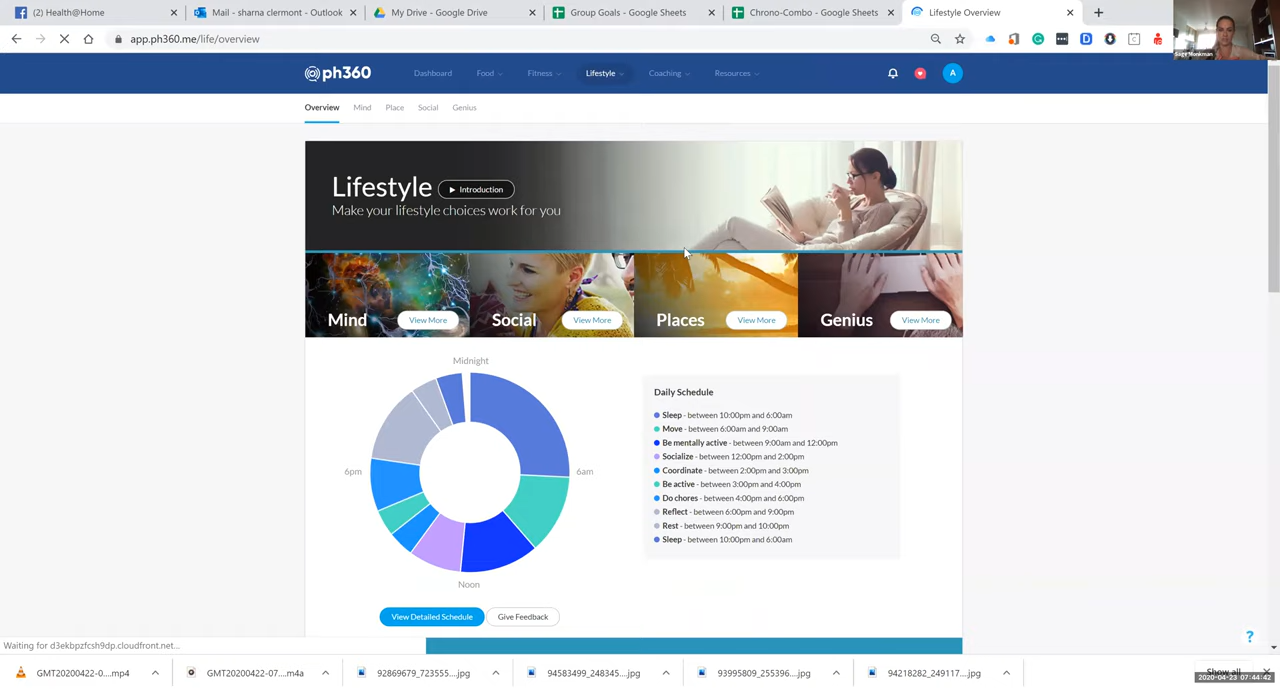 Health@Home
Mail - sharna clermont - Outlook
My Drive - Google Drive
Group Goals - Google Sheets
Chrono-Combo - Google Sheets
Lifestyle Overview
app.ph360.me/life/overview
ph360
Dashboard
Food
Fitness
Lifestyle
Coaching
Resources
A
Overview
Mind
Place
Social
Genius
Lifestyle
Introduction
Make your lifestyle choices work for you
Mind
View More
Social
View More
Places
View More
Genius
View More
Midnight
6pm
6am
Noon
Daily Schedule
Sleep - between 10:00pm and 6:00am
Move - between 6:00am and 9:00am
Be mentally active - between 9:00am and 12:00pm
Socialize - between 12:00pm and 2:00pm
Coordinate - between 2:00pm and 3:00pm
Be active - between 3:00pm and 4:00pm
Do chores - between 4:00pm and 6:00pm
Reflect - between 6:00pm and 9:00pm
Rest - between 9:00pm and 10:00pm
Sleep - between 10:00pm and 6:00am
View Detailed Schedule
Give Feedback
?
Waiting for d3ekbpzfcsh9dp.cloudfront.net...
GMT20200422-0....mp4
GMT20200422-07....m4a
92869679_723555....jpg
94583499_248345....jpg
93995809_255396....jpg
94218282_249117....jpg
Show all
2020-04-23 07:44:42